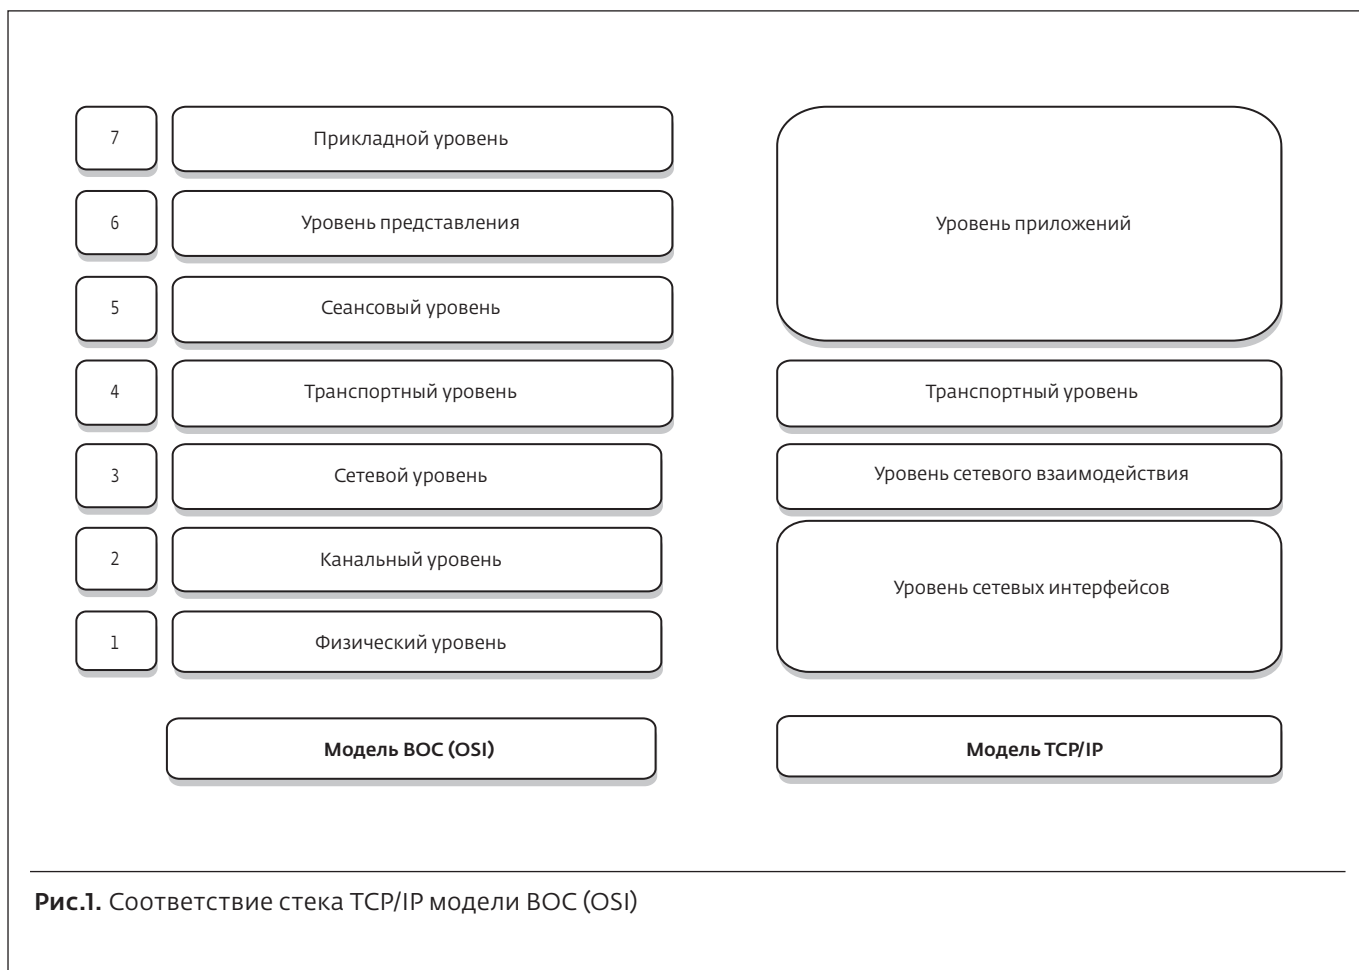 7 Прикладной уровень
6 Уровень представления
5 Сеансовый уровень
4 Транспортный уровень
3 Сетевой уровень
2 Канальный уровень
1 Физический уровень
Модель ВОС (OSI)
Уровень приложений
Транспортный уровень
Уровень сетевого взаимодействия
Уровень сетевых интерфейсов
Модель TCP/IP
Рис.1. Соответствие стека TCP/IP модели ВОС (OSI)